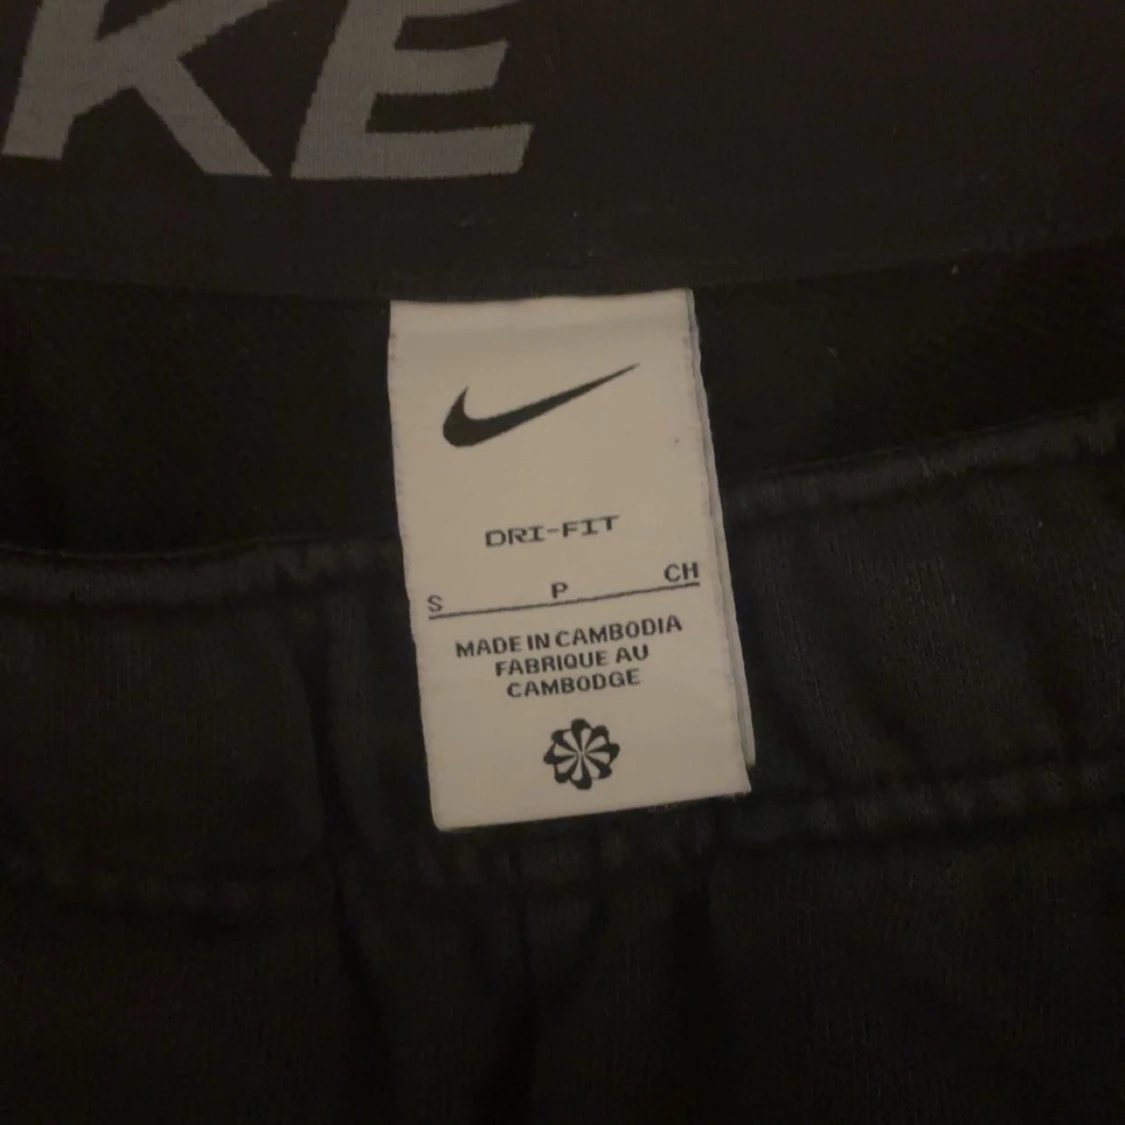 KE
DRI-FIT
S P CH
MADE IN CAMBODIA
FABRIQUE AU
CAMBODGE